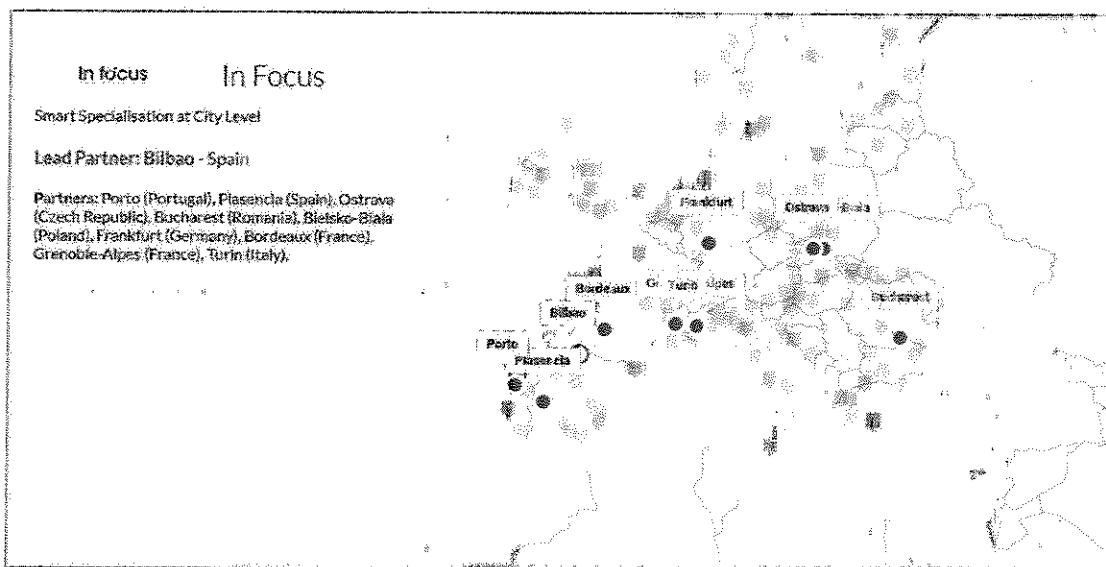 In focus In Focus
Smart Specialisation at City Level
Lead Partner: Bilbao - Spain
Partners: Porto (Portugal), Plasencia (Spain), Ostrava
(Czech Republic), Bucharest (Romania), Bielsko-Biala
(Poland), Frankfurt (Germany), Bordeaux (France),
Grenoble-Alpes (France), Turin (Italy).
Frankfurt
Ostrava Biala
Bordeaux G Turin Alpes
Bucharest
Bilbao
Porto
Plasencia